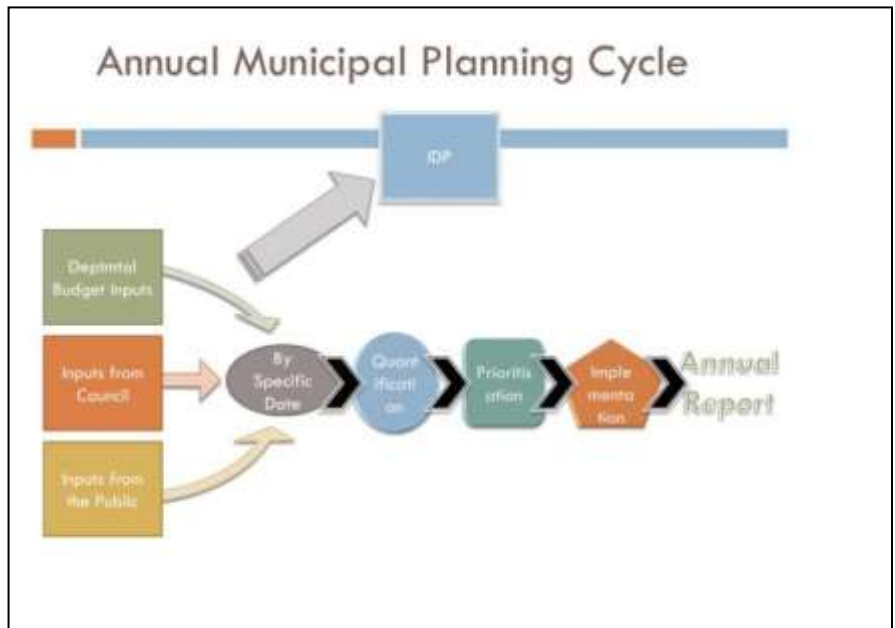 Annual Municipal Planning Cycle
IDP
Deptmtal
Budget Inputs
Inputs from
Council
Inputs from
the Public
By
Specific
Date
Quant
ificati
on
Prioritis
ation
Imple
menta
tion
Annual
Report